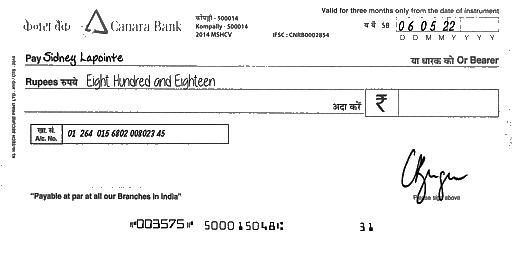 केनरा बैंक Canara Bank
कोमपल्ली - 500014
Kompally - 500014
2014 MSHCV
IFSC : CNRB0002854
Valid for three months only from the date of instrument
SB 06 05 22
D D M M Y Y Y Y
Pay Sidney Lapointe या धारक को Or Bearer
Rupees रुपये Eight Hundred and Eighteen
अदा करें ₹
खा. सं.
A/c. No. 01 264 015 6802 008023 45
"Payable at par at all our Branches in India"
Please sign above
⑈003575⑈ 500015048⑆ 31